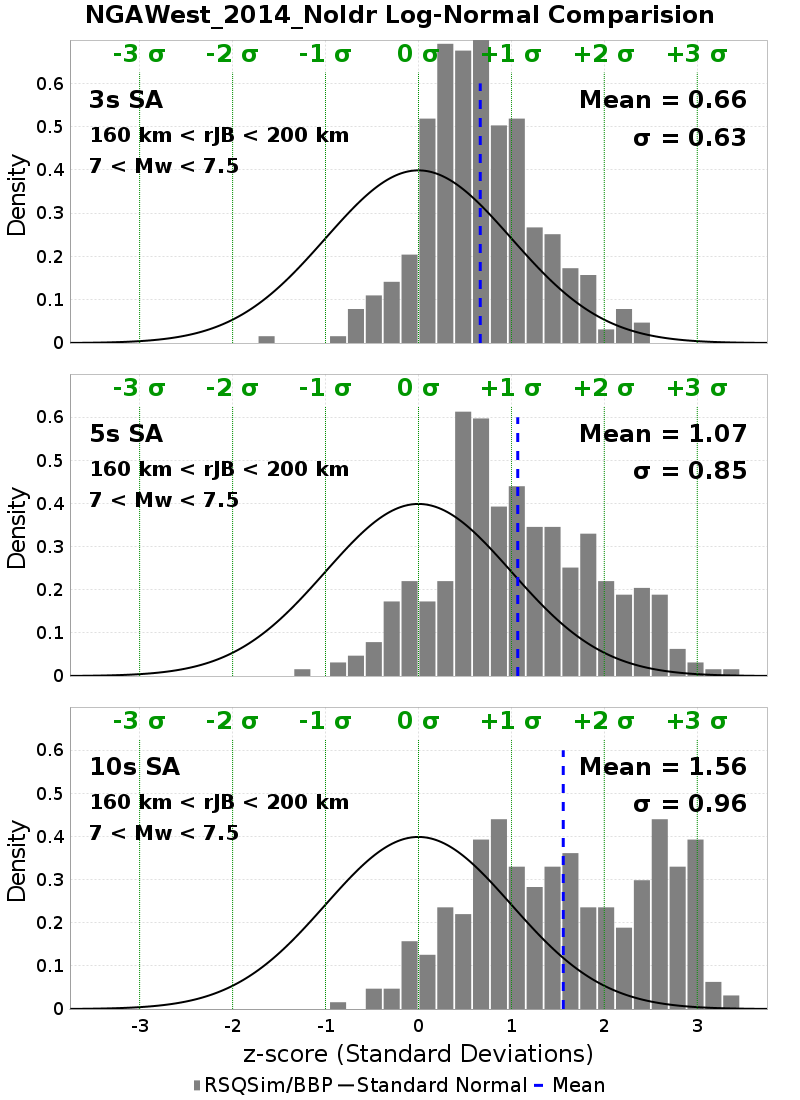 NGAWest_2014_NoIdr Log-Normal Comparision
-3 σ -2 σ -1 σ 0 σ +1 σ +2 σ +3 σ
3s SA
160 km < rJB < 200 km
7 < Mw < 7.5
Mean = 0.66
σ = 0.63
Density
0.6
0.5
0.4
0.3
0.2
0.1
0
-3 σ -2 σ -1 σ 0 σ +1 σ +2 σ +3 σ
5s SA
160 km < rJB < 200 km
7 < Mw < 7.5
Mean = 1.07
σ = 0.85
Density
0.6
0.5
0.4
0.3
0.2
0.1
0
-3 σ -2 σ -1 σ 0 σ +1 σ +2 σ +3 σ
10s SA
160 km < rJB < 200 km
7 < Mw < 7.5
Mean = 1.56
σ = 0.96
Density
0.6
0.5
0.4
0.3
0.2
0.1
0
-3 -2 -1 0 1 2 3
z-score (Standard Deviations)
RSQSim/BBP Standard Normal Mean